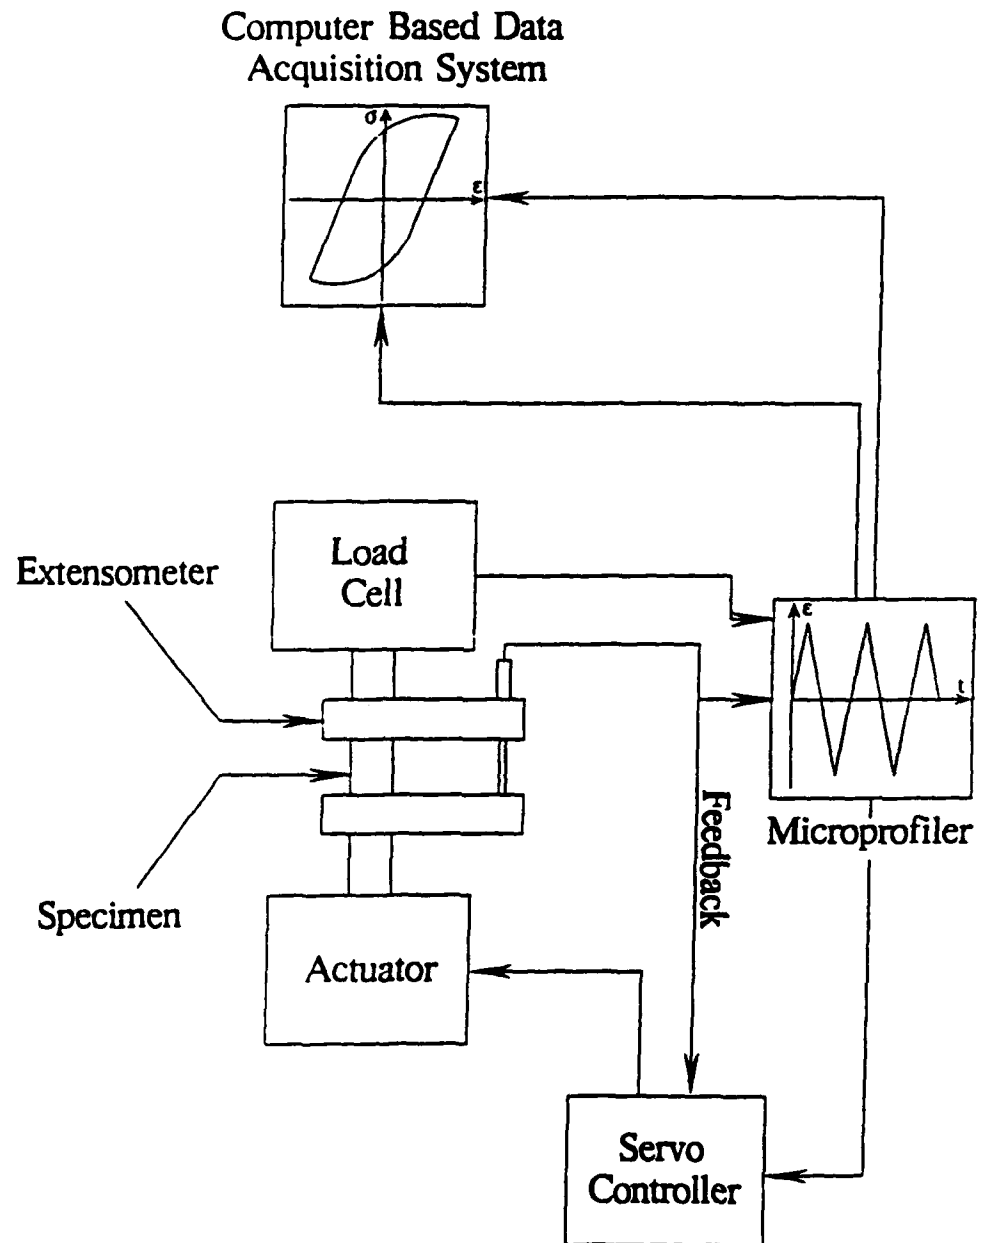 Computer Based Data
Acquisition System
σ
ε
Load
Cell
Extensometer
ε
t
Microprofiler
Feedback
Specimen
Actuator
Servo
Controller